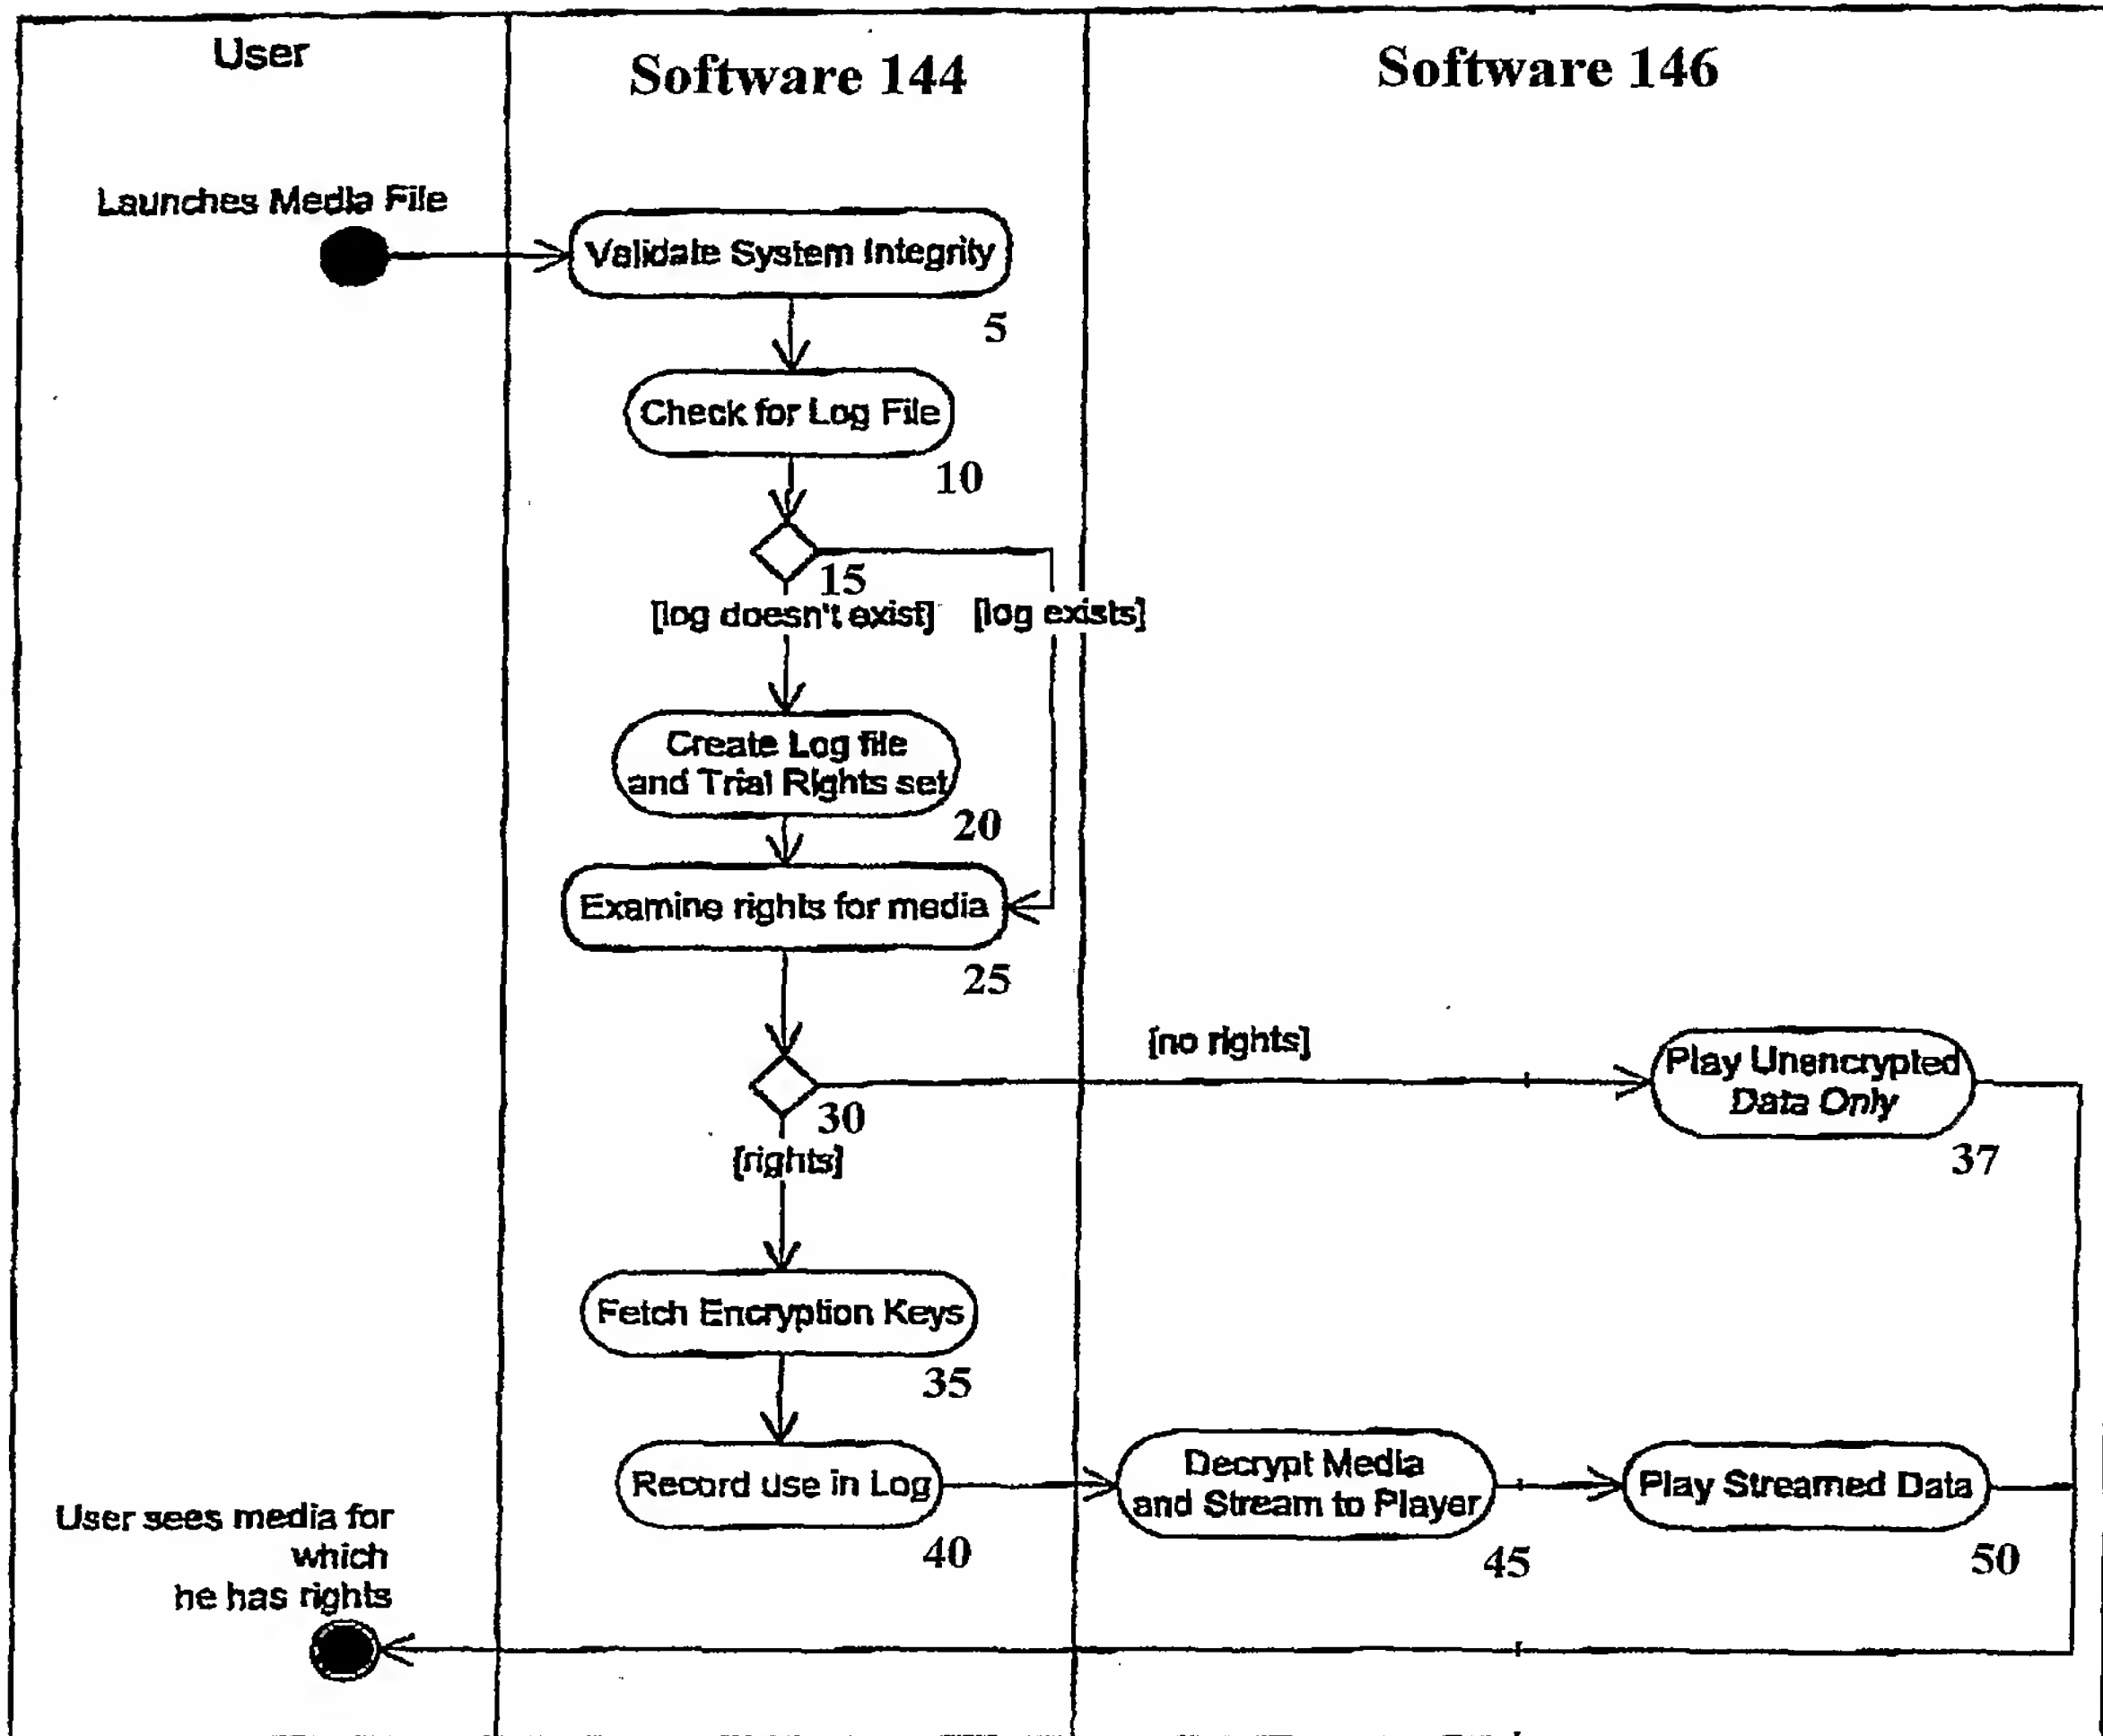 User
Software 144
Software 146
Launches Media File
Validate System Integrity
5
Check for Log File
10
15
[log doesn't exist]
[log exists]
Create Log file
and Trial Rights set
20
Examine rights for media
25
[no rights]
Play Unencrypted
Data Only
37
30
[rights]
Fetch Encryption Keys
35
Record use in Log
40
Decrypt Media
and Stream to Player
45
Play Streamed Data
50
User sees media for
which
he has rights